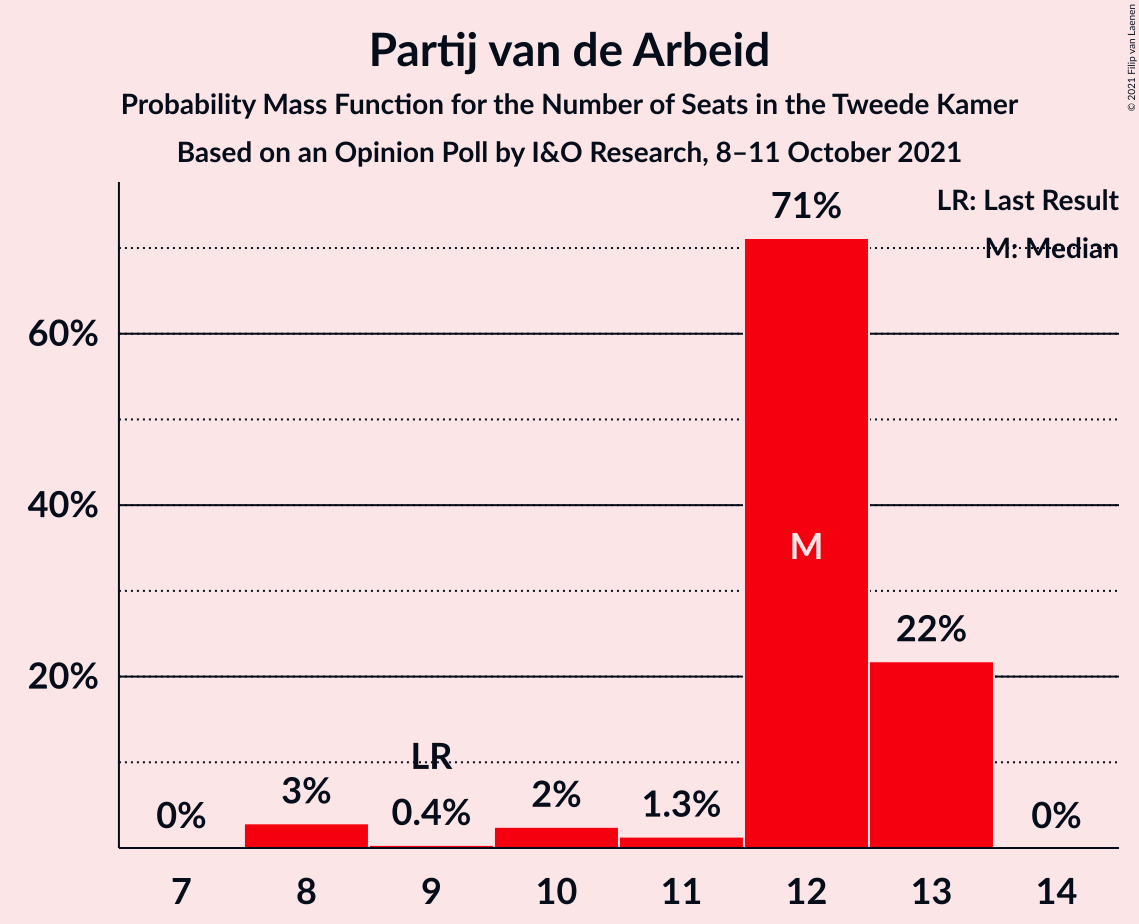 Partij van de Arbeid
Probability Mass Function for the Number of Seats in the Tweede Kamer
Based on an Opinion Poll by I&O Research, 8–11 October 2021
© 2021 Filip van Laenen
LR: Last Result
M: Median
71%
60%
40%
M
22%
20%
LR
0%
3%
0.4%
2%
1.3%
0%
7 8 9 10 11 12 13 14